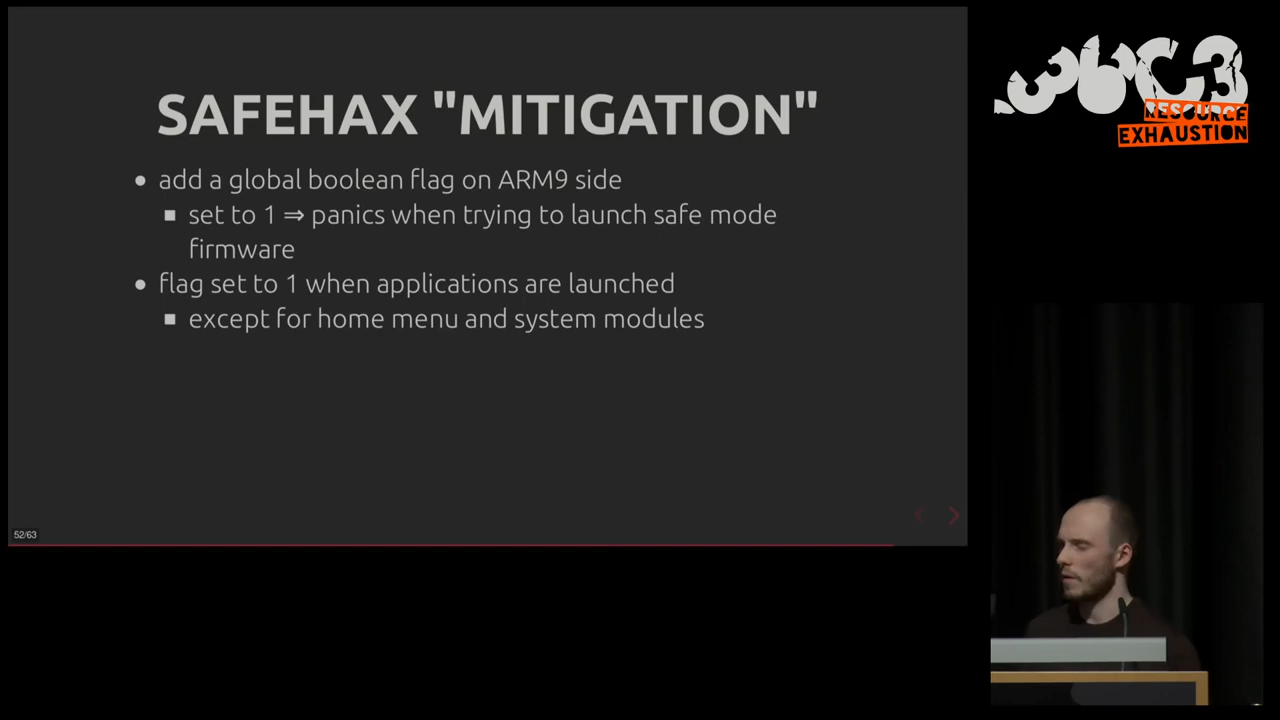 SAFEHAX "MITIGATION"
● add a global boolean flag on ARM9 side
■ set to 1 ⇒ panics when trying to launch safe mode
firmware
● flag set to 1 when applications are launched
■ except for home menu and system modules
52/63
36C3
RESOURCE
EXHAUSTION